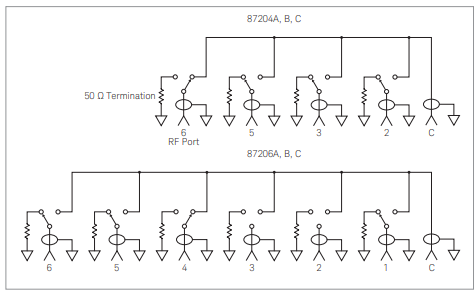 87204A, B, C
50 Ω Termination
6 5 3 2 C
RF Port
87206A, B, C
6 5 4 3 2 1 C